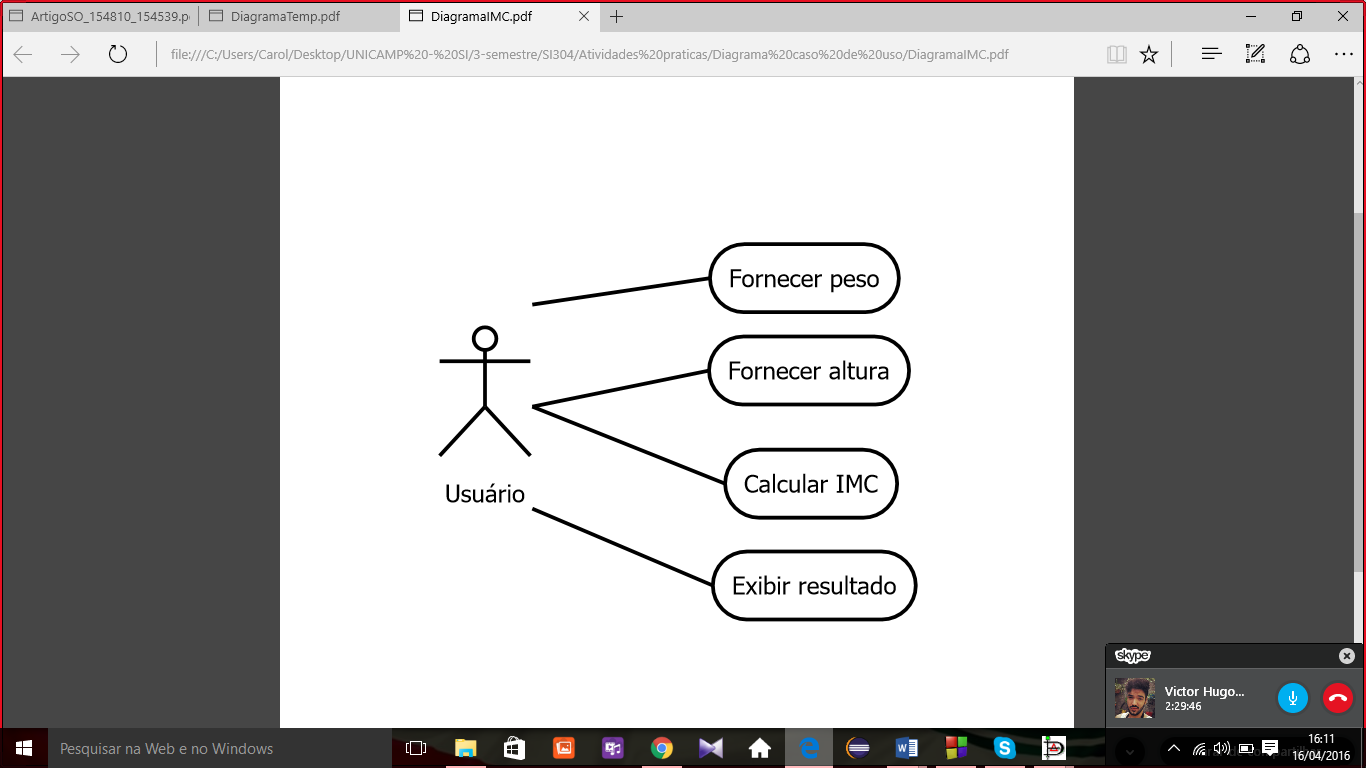 ArtigoSO_154810_154539.p
DiagramaTemp.pdf
DiagramaIMC.pdf
file:///C:/Users/Carol/Desktop/UNICAMP%20-%20SI/3-semestre/SI304/Atividades%20praticas/Diagrama%20caso%20de%20uso/DiagramaIMC.pdf
Fornecer peso
Fornecer altura
Calcular IMC
Exibir resultado
Usuário
skype
Victor Hugo...
2:29:46
Pesquisar na Web e no Windows
16:11
16/04/2016